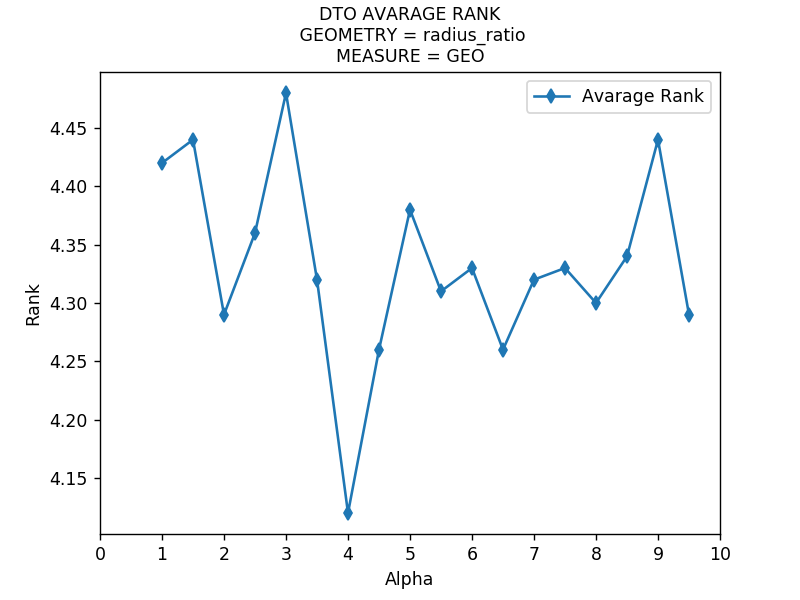 DTO AVARAGE RANK
GEOMETRY = radius_ratio
MEASURE = GEO
Avarage Rank
4.45
4.40
4.35
4.30
4.25
4.20
4.15
Rank
0 1 2 3 4 5 6 7 8 9 10
Alpha